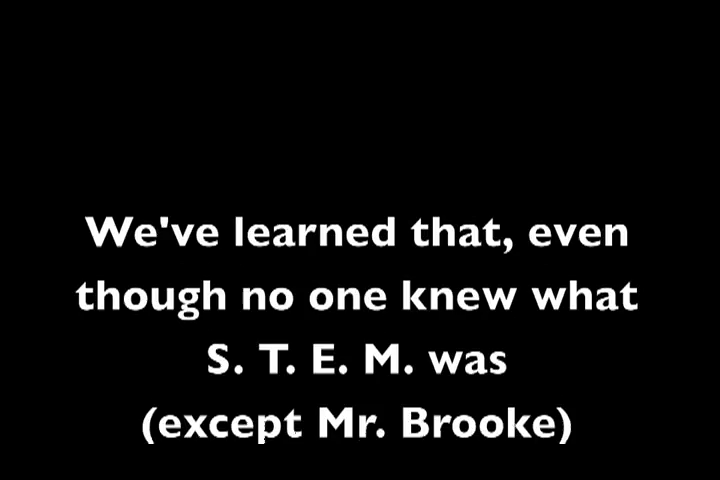 We've learned that, even
though no one knew what
S. T. E. M. was
(except Mr. Brooke)